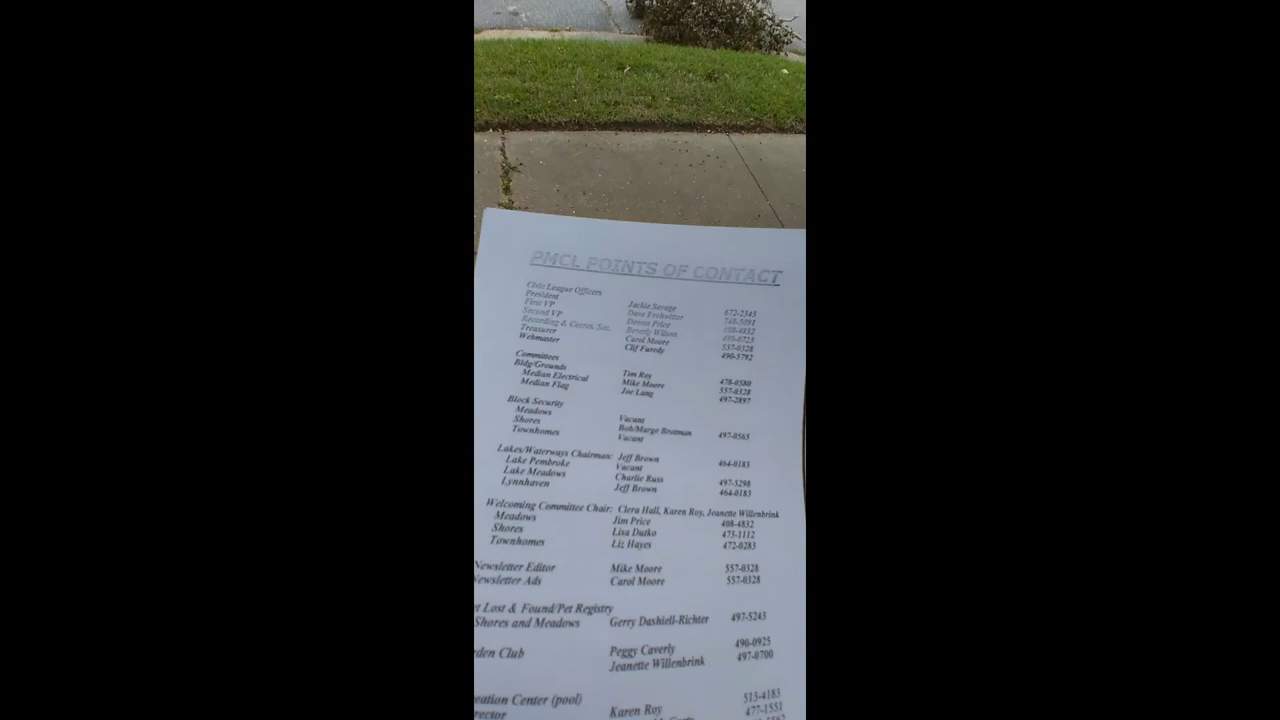 PMCL POINTS OF CONTACT
Civic League Officers
President Jackie Savage 672-2345
First VP Dave
Second VP Dennis Price 408-4832
Recording & Corres. Sec. Beverly Wilson
Treasurer Carol Moore 557-0328
Webmaster Clif Furedy 490-5792
Committees
Bldg/Grounds Tim Roy 478-0580
Median Electrical Mike Moore 557-0328
Median Flag Joe Lang 497-2897
Block Security
Meadows Vacant
Shores Bob/Marge Brotman 497-0565
Townhomes Vacant
Lakes/Waterways Chairman: Jeff Brown 464-0183
Lake Pembroke Vacant
Lake Meadows Charlie Russ 497-5298
Lynnhaven Jeff Brown 464-0183
Welcoming Committee Chair: Clera Hall, Karen Roy, Jeanette Willenbrink
Meadows Jim Price 408-4832
Shores Lisa Dutko 473-1112
Townhomes Liz Hayes 472-0283
Newsletter Editor Mike Moore 557-0328
Newsletter Ads Carol Moore 557-0328
et Lost & Found/Pet Registry
Shores and Meadows Gerry Dashiell-Richter 497-5243
rden Club Peggy Caverly 490-0925
Jeanette Willenbrink 497-0700
eation Center (pool) 513-4183
rector Karen Roy 477-1551